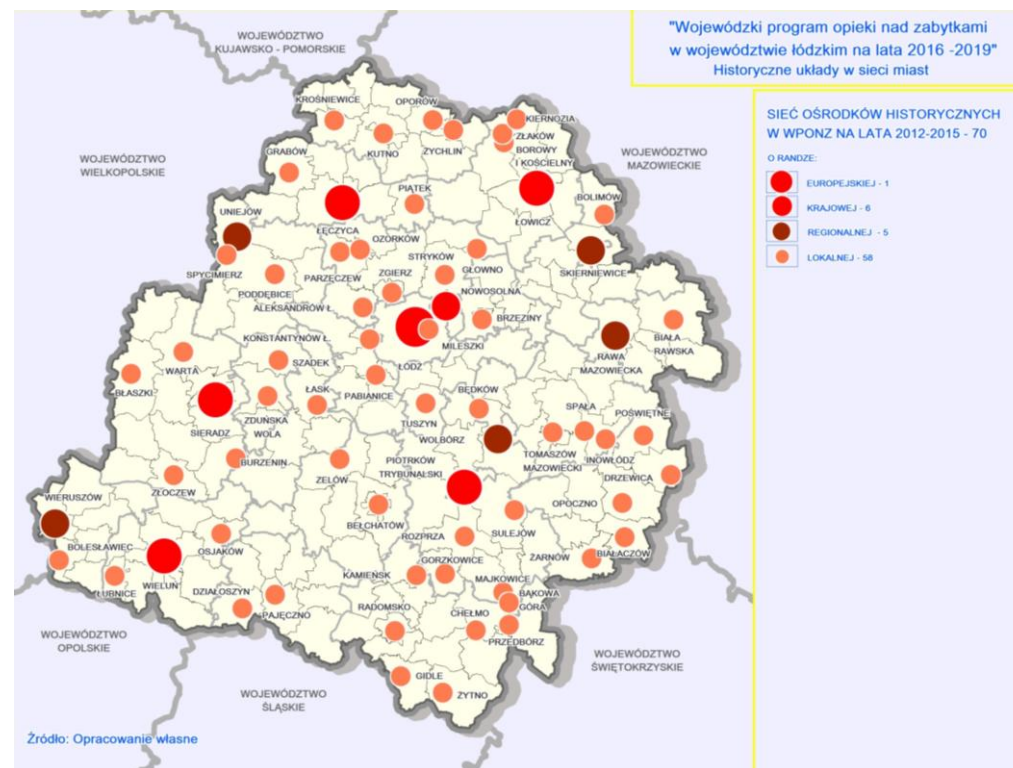 "Wojewódzki program opieki nad zabytkami
w województwie łódzkim na lata 2016 -2019"
Historyczne układy w sieci miast
SIEĆ OŚRODKÓW HISTORYCZNYCH
W WPONZ NA LATA 2012-2015 - 70
O RANDZE:
EUROPEJSKIEJ - 1
KRAJOWEJ - 6
REGIONALNEJ - 5
LOKALNEJ - 58
WOJEWÓDZTWO
KUJAWSKO - POMORSKIE
WOJEWÓDZTWO
WIELKOPOLSKIE
WOJEWÓDZTWO
MAZOWIECKIE
KROŚNIEWICE
OPORÓW
KIERNOZIA
ZŁAKÓW
BOROWY
I KOŚCIELNY
KUTNO
ŻYCHLIN
GRABÓW
PIĄTEK
BOLIMÓW
UNIEJÓW
ŁĘCZYCA
ŁOWICZ
OZORKÓW
STRYKÓW
GŁOWNO
SKIERNIEWICE
SPYCIMIERZ
PARZĘCZEW
ZGIERZ
PODDĘBICE
NOWOSOLNA
ALEKSANDRÓW Ł.
BRZEZINY
KONSTANTYNÓW Ł.
MILESZKI
BIAŁA
RAWSKA
RAWA
MAZOWIECKA
SZADEK
WARTA
ŁÓDŹ
BŁASZKI
ŁASK
PABIANICE
BĘDKÓW
SPAŁA
POŚWIĘTNE
ZDUŃSKA
WOLA
SIERADZ
TUSZYN
WOLBÓRZ
TOMASZÓW
MAZOWIECKI
INOWŁÓDZ
BURZENIN
PIOTRKÓW
TRYBUNALSKI
DRZEWICA
ZELÓW
ZŁOCZEW
WIERUSZÓW
OPOCZNO
BEŁCHATÓW
ROZPRZA
SULEJÓW
BOLESŁAWIEC
OSJAKÓW
ŻARNÓW
BIAŁACZÓW
KAMIEŃSK
GORZKOWICE
MAJKOWICE
WIELUŃ
ŁUBNICE
DZIAŁOSZYN
PAJĘCZNO
BĄKOWA
GÓRA
RADOMSKO
CHEŁMO
PRZEDBÓRZ
WOJEWÓDZTWO
OPOLSKIE
WOJEWÓDZTWO
ŚWIĘTOKRZYSKIE
GIDLE
ŻYTNO
WOJEWÓDZTWO
ŚLĄSKIE
Źródło: Opracowanie własne